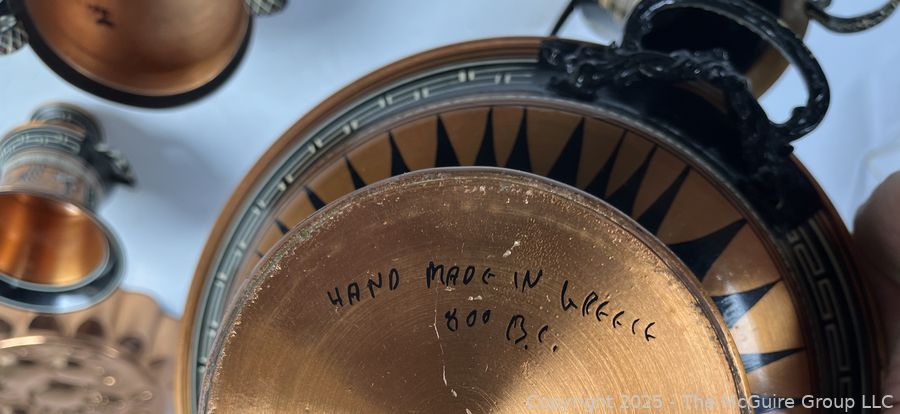 HAND MADE IN GREECE
800 B.C.
Copyright 2025 - The McGuire Group LLC